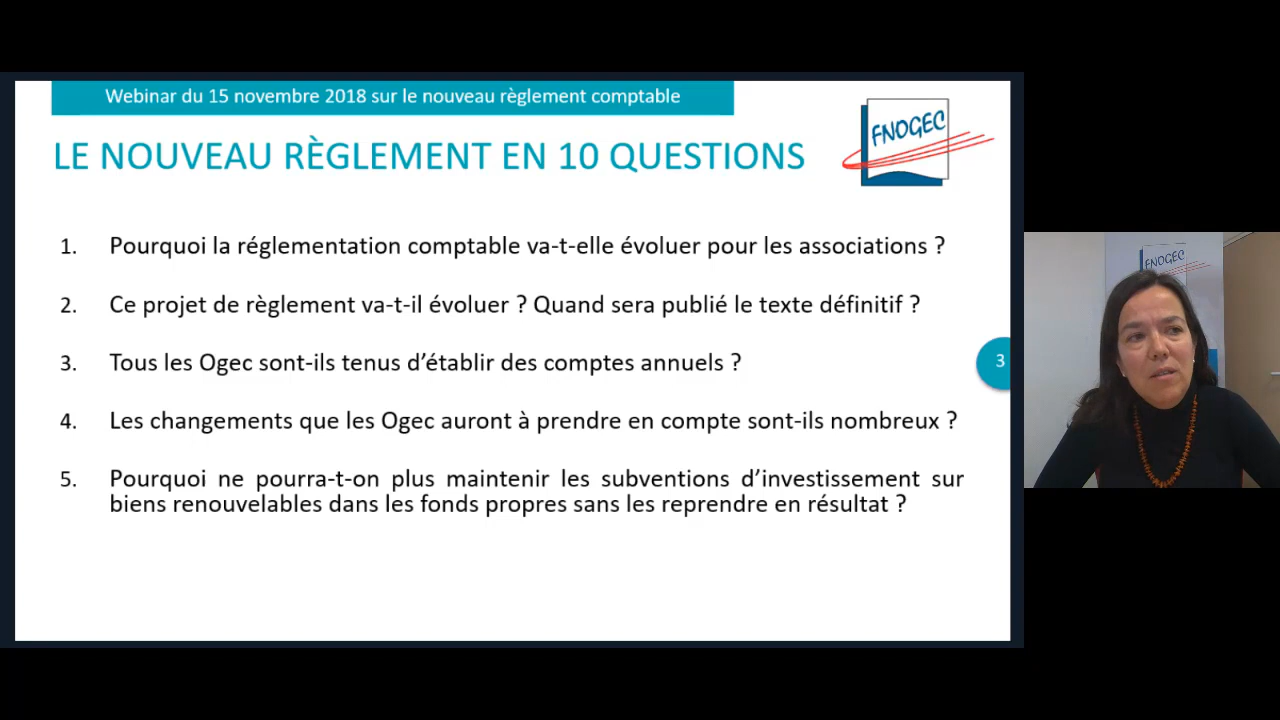 Webinar du 15 novembre 2018 sur le nouveau règlement comptable
FNOGEC
LE NOUVEAU RÈGLEMENT EN 10 QUESTIONS
1. Pourquoi la réglementation comptable va-t-elle évoluer pour les associations ?
2. Ce projet de règlement va-t-il évoluer ? Quand sera publié le texte définitif ?
3. Tous les Ogec sont-ils tenus d’établir des comptes annuels ?
3
4. Les changements que les Ogec auront à prendre en compte sont-ils nombreux ?
5. Pourquoi ne pourra-t-on plus maintenir les subventions d’investissement sur
biens renouvelables dans les fonds propres sans les reprendre en résultat ?
FNOGEC